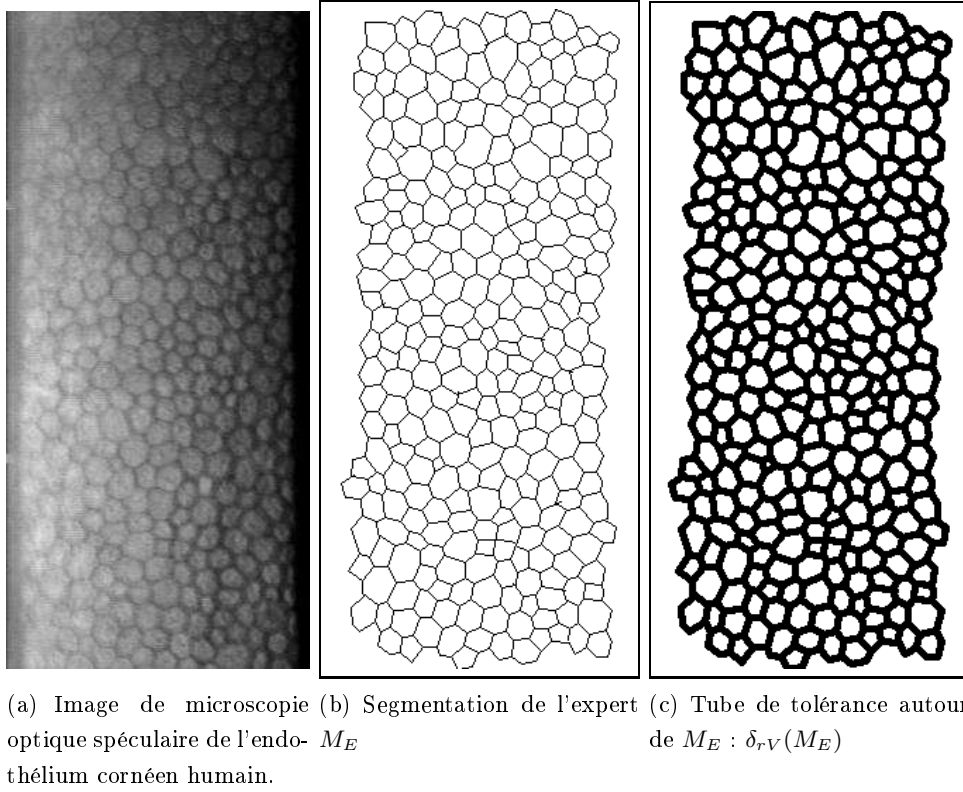 (a) Image de microscopie
optique spéculaire de l'endo-
thélium cornéen humain.
(b) Segmentation de l'expert
M_E
(c) Tube de tolérance autour
de M_E : δ_{rV}(M_E)